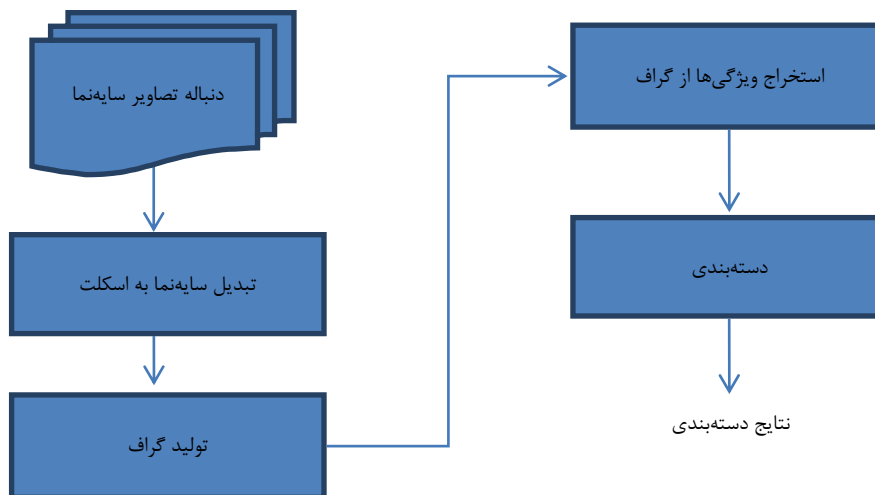 دنباله تصاویر سایه‌نما
تبدیل سایه‌نما به اسکلت
تولید گراف
استخراج ویژگی‌ها از گراف
دسته‌بندی
نتایج دسته‌بندی